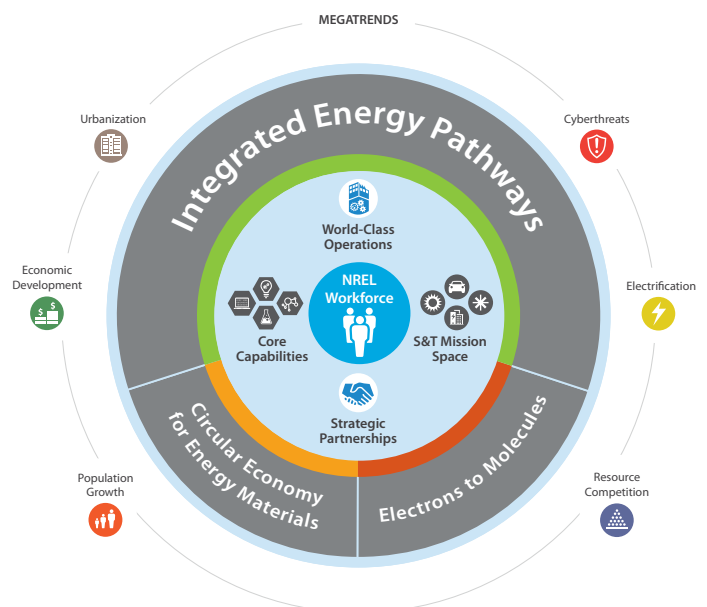 MEGATRENDS
Urbanization
Cyberthreats
Integrated Energy Pathways
World-Class
Operations
Economic
Development
$
$
NREL
Workforce
Electrification
Core
Capabilities
S&T Mission
Space
Strategic
Partnerships
Circular Economy
for Energy Materials
Electrons to Molecules
Population
Growth
Resource
Competition